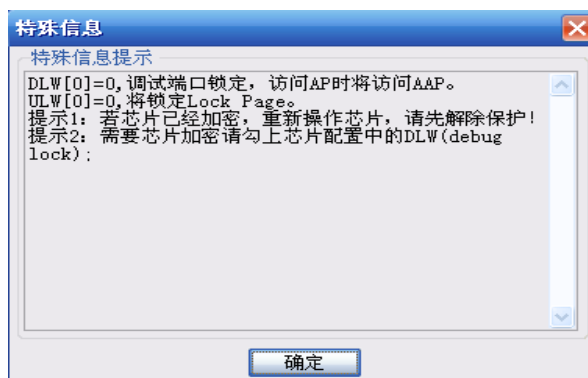 特殊信息
特殊信息提示
DLW[0]=0,调试端口锁定，访问AP时将访问AAP。
ULW[0]=0,将锁定Lock Page。
提示1：若芯片已经加密，重新操作芯片，请先解除保护!
提示2：需要芯片加密请勾上芯片配置中的DLW(debug
lock);
确定